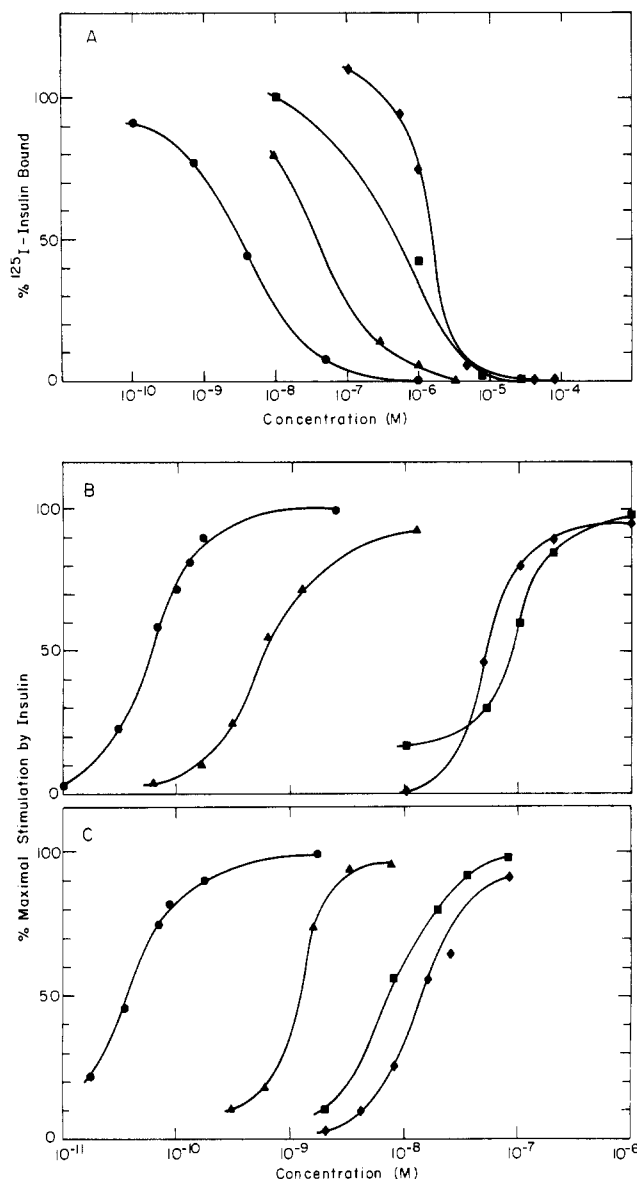 A
100
50
0
% ¹²⁵I-Insulin Bound
10⁻¹⁰ 10⁻⁹ 10⁻⁸ 10⁻⁷ 10⁻⁶ 10⁻⁵ 10⁻⁴
Concentration (M)
B
100
50
0
% Maximal Stimulation by Insulin
C
100
50
0
10⁻¹¹ 10⁻¹⁰ 10⁻⁹ 10⁻⁸ 10⁻⁷ 10⁻⁶
Concentration (M)